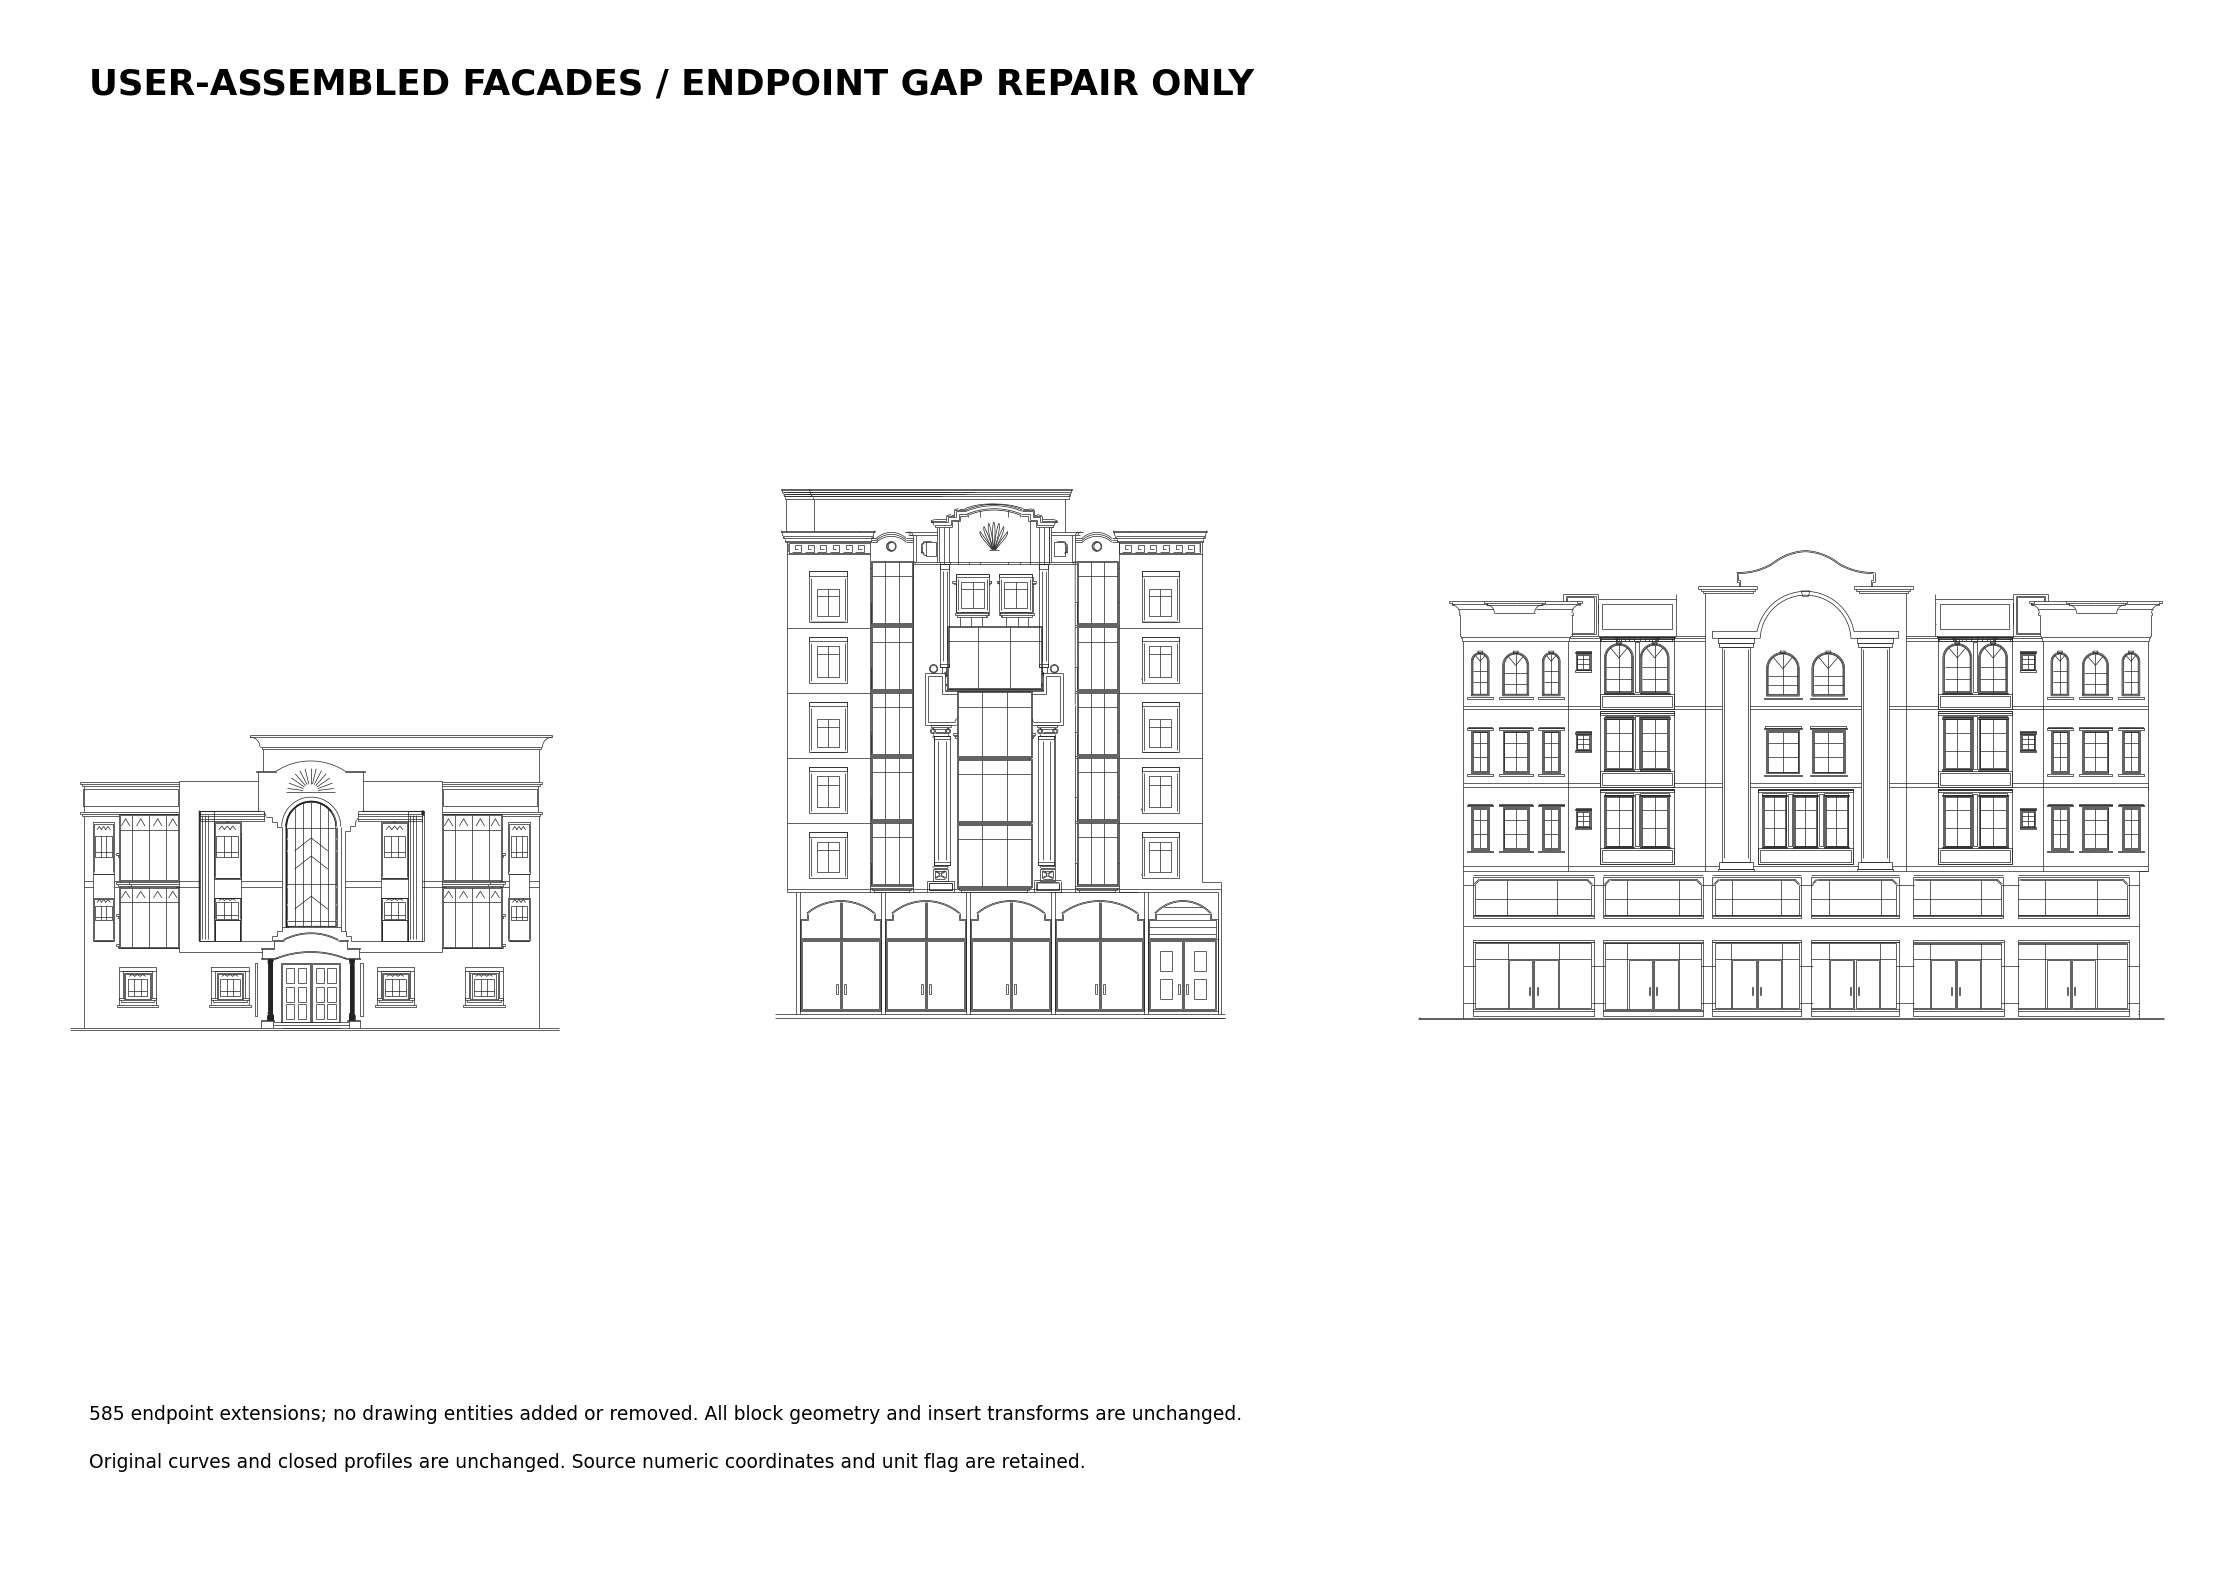 USER-ASSEMBLED FACADES / ENDPOINT GAP REPAIR ONLY
585 endpoint extensions; no drawing entities added or removed. All block geometry and insert transforms are unchanged.
Original curves and closed profiles are unchanged. Source numeric coordinates and unit flag are retained.